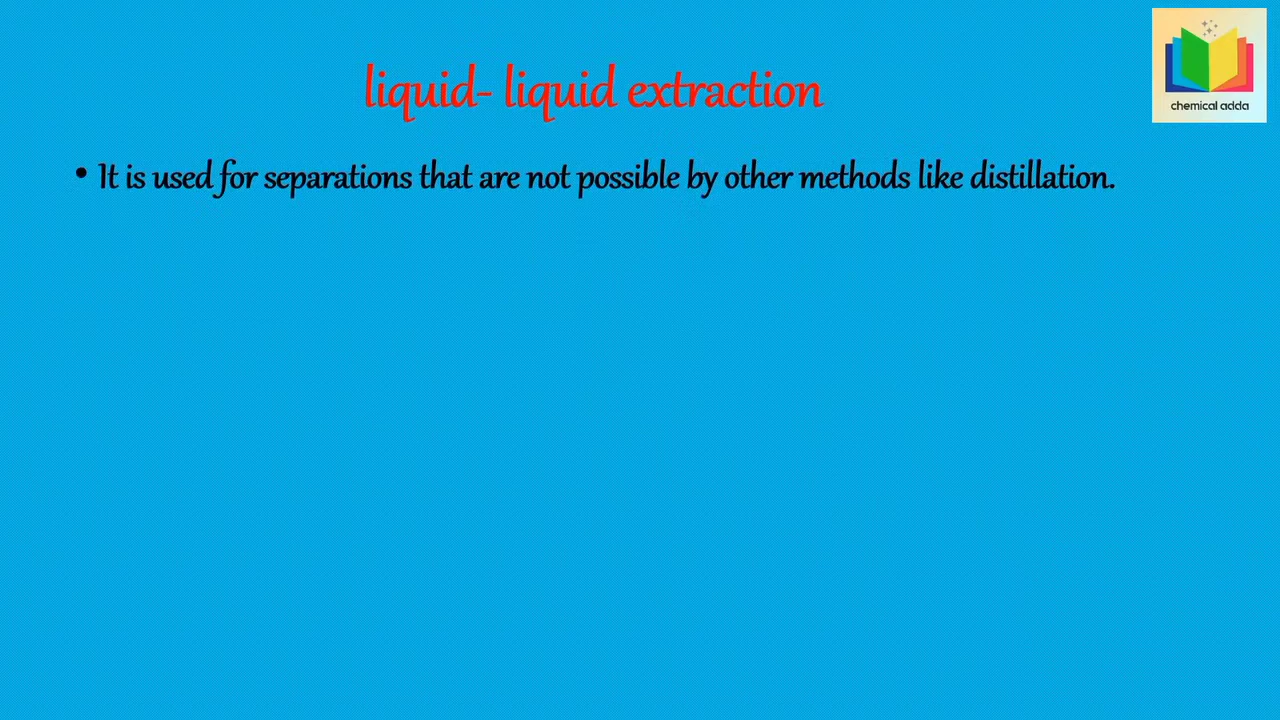 liquid- liquid extraction
• It is used for separations that are not possible by other methods like distillation.
chemical adda